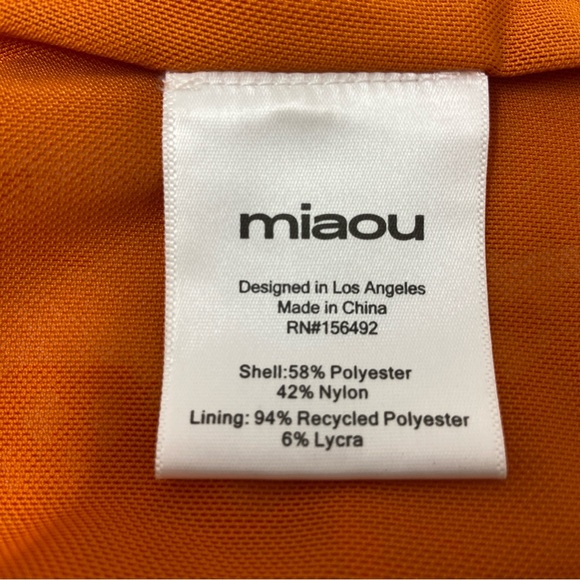 miaou
Designed in Los Angeles
Made in China
RN#156492
Shell:58% Polyester
42% Nylon
Lining: 94% Recycled Polyester
6% Lycra